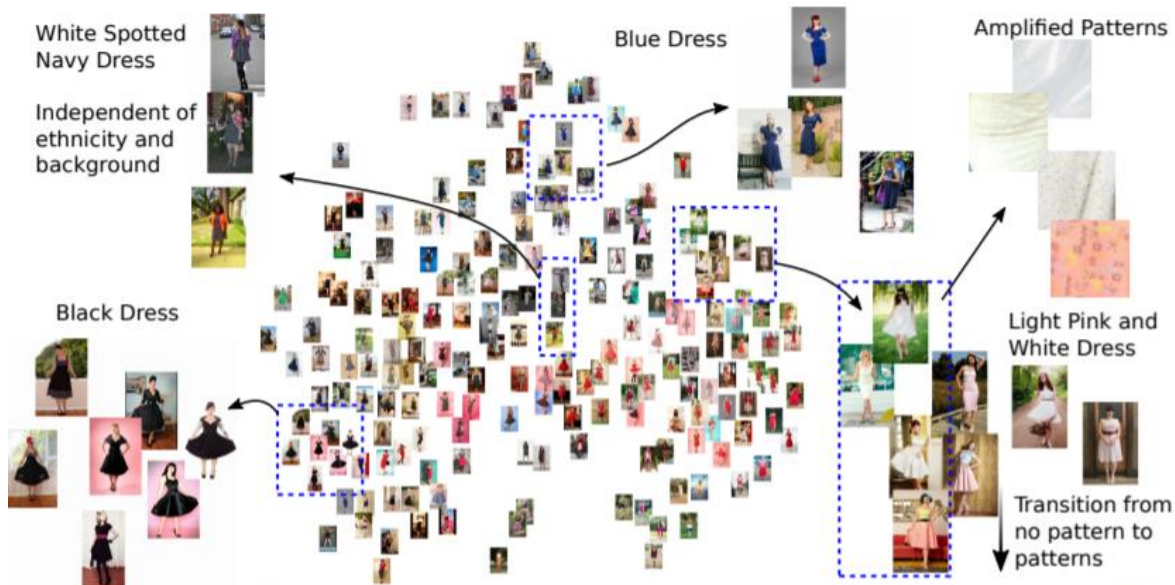 White Spotted
Navy Dress
Independent of
ethnicity and
background
Blue Dress
Amplified Patterns
Black Dress
Light Pink and
White Dress
Transition from
no pattern to
patterns